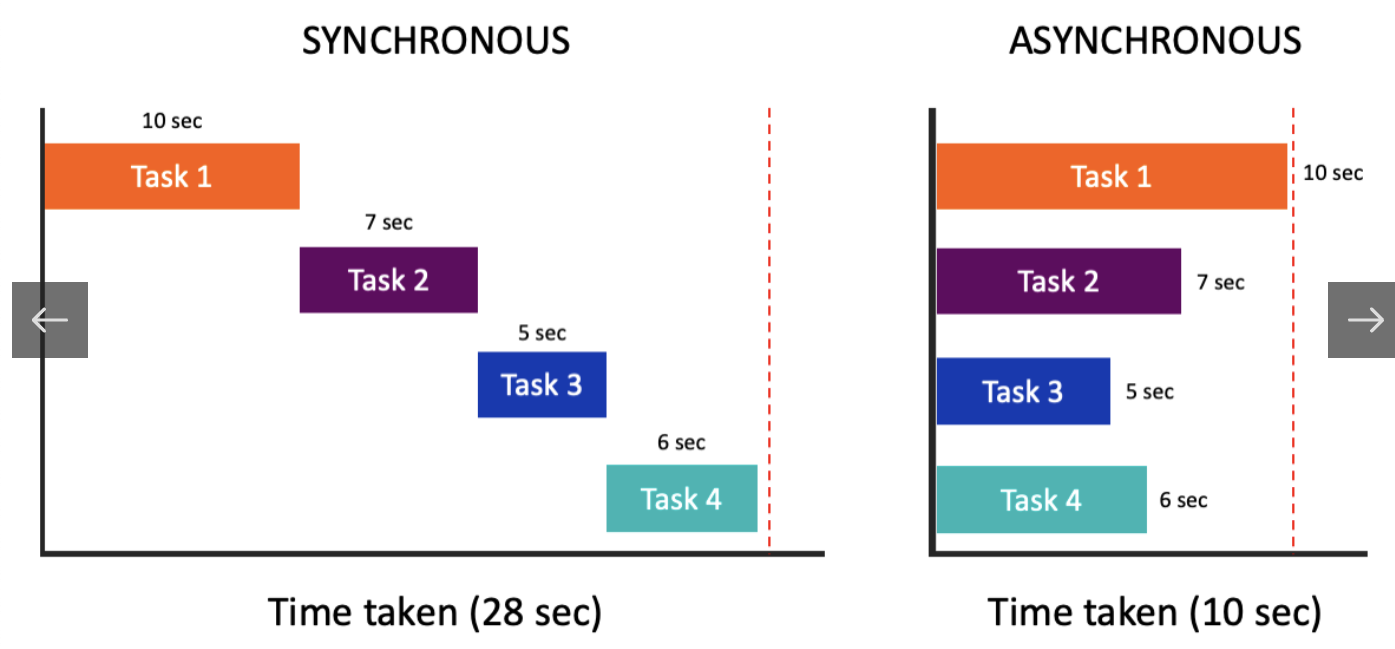 SYNCHRONOUS
10 sec
Task 1
7 sec
Task 2
5 sec
Task 3
6 sec
Task 4
Time taken (28 sec)
ASYNCHRONOUS
Task 1
10 sec
Task 2
7 sec
Task 3
5 sec
Task 4
6 sec
Time taken (10 sec)